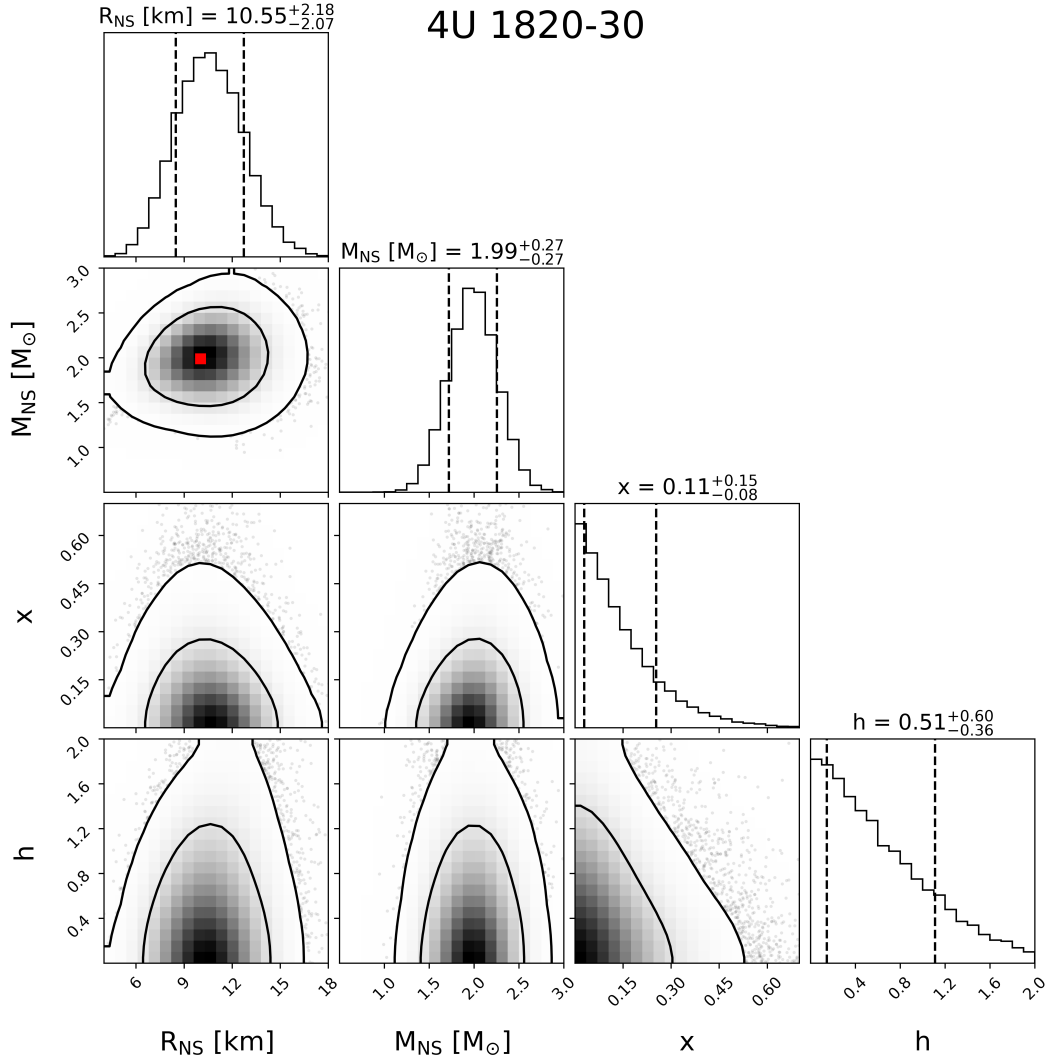 4U 1820-30
R_NS [km] = 10.55^{+2.18}_{−2.07}
M_NS [M_⊙] = 1.99^{+0.27}_{−0.27}
3.0
2.5
2.0
1.5
1.0
M_NS [M_⊙]
x = 0.11^{+0.15}_{−0.08}
0.60
0.45
0.30
0.15
x
h = 0.51^{+0.60}_{−0.36}
2.0
1.6
1.2
0.8
0.4
h
6 9 12 15 18
1.0 1.5 2.0 2.5 3.0
0.15 0.30 0.45 0.60
0.4 0.8 1.2 1.6 2.0
R_NS [km] M_NS [M_⊙] x h